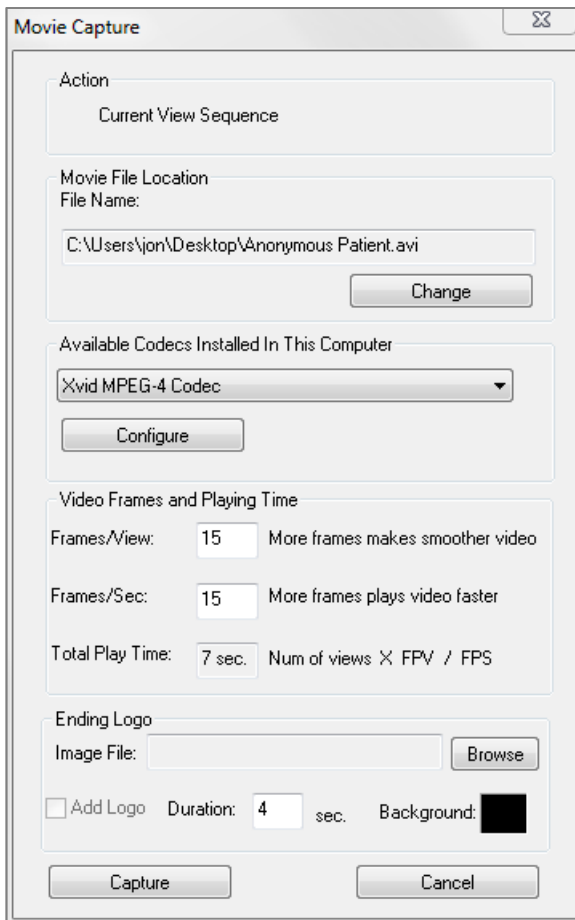 Movie Capture
Action
Current View Sequence
Movie File Location
File Name:
C:\Users\jon\Desktop\Anonymous Patient.avi
Change
Available Codecs Installed In This Computer
Xvid MPEG-4 Codec
Configure
Video Frames and Playing Time
Frames/View: 15 More frames makes smoother video
Frames/Sec: 15 More frames plays video faster
Total Play Time: 7 sec. Num of views X FPV / FPS
Ending Logo
Image File: Browse
Add Logo Duration: 4 sec. Background:
Capture Cancel